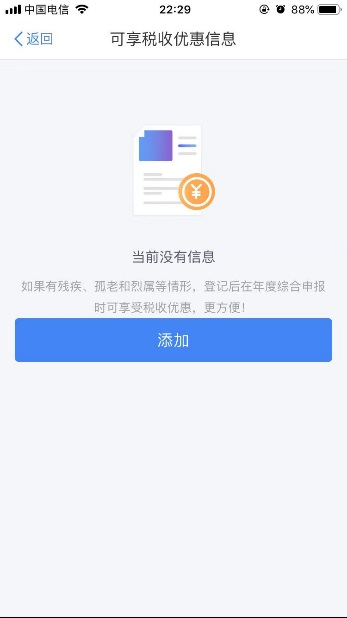 中国电信 22:29 88%
返回 可享税收优惠信息
¥
当前没有信息
如果有残疾、孤老和烈属等情形，登记后在年度综合申报
时可享受税收优惠，更方便！
添加